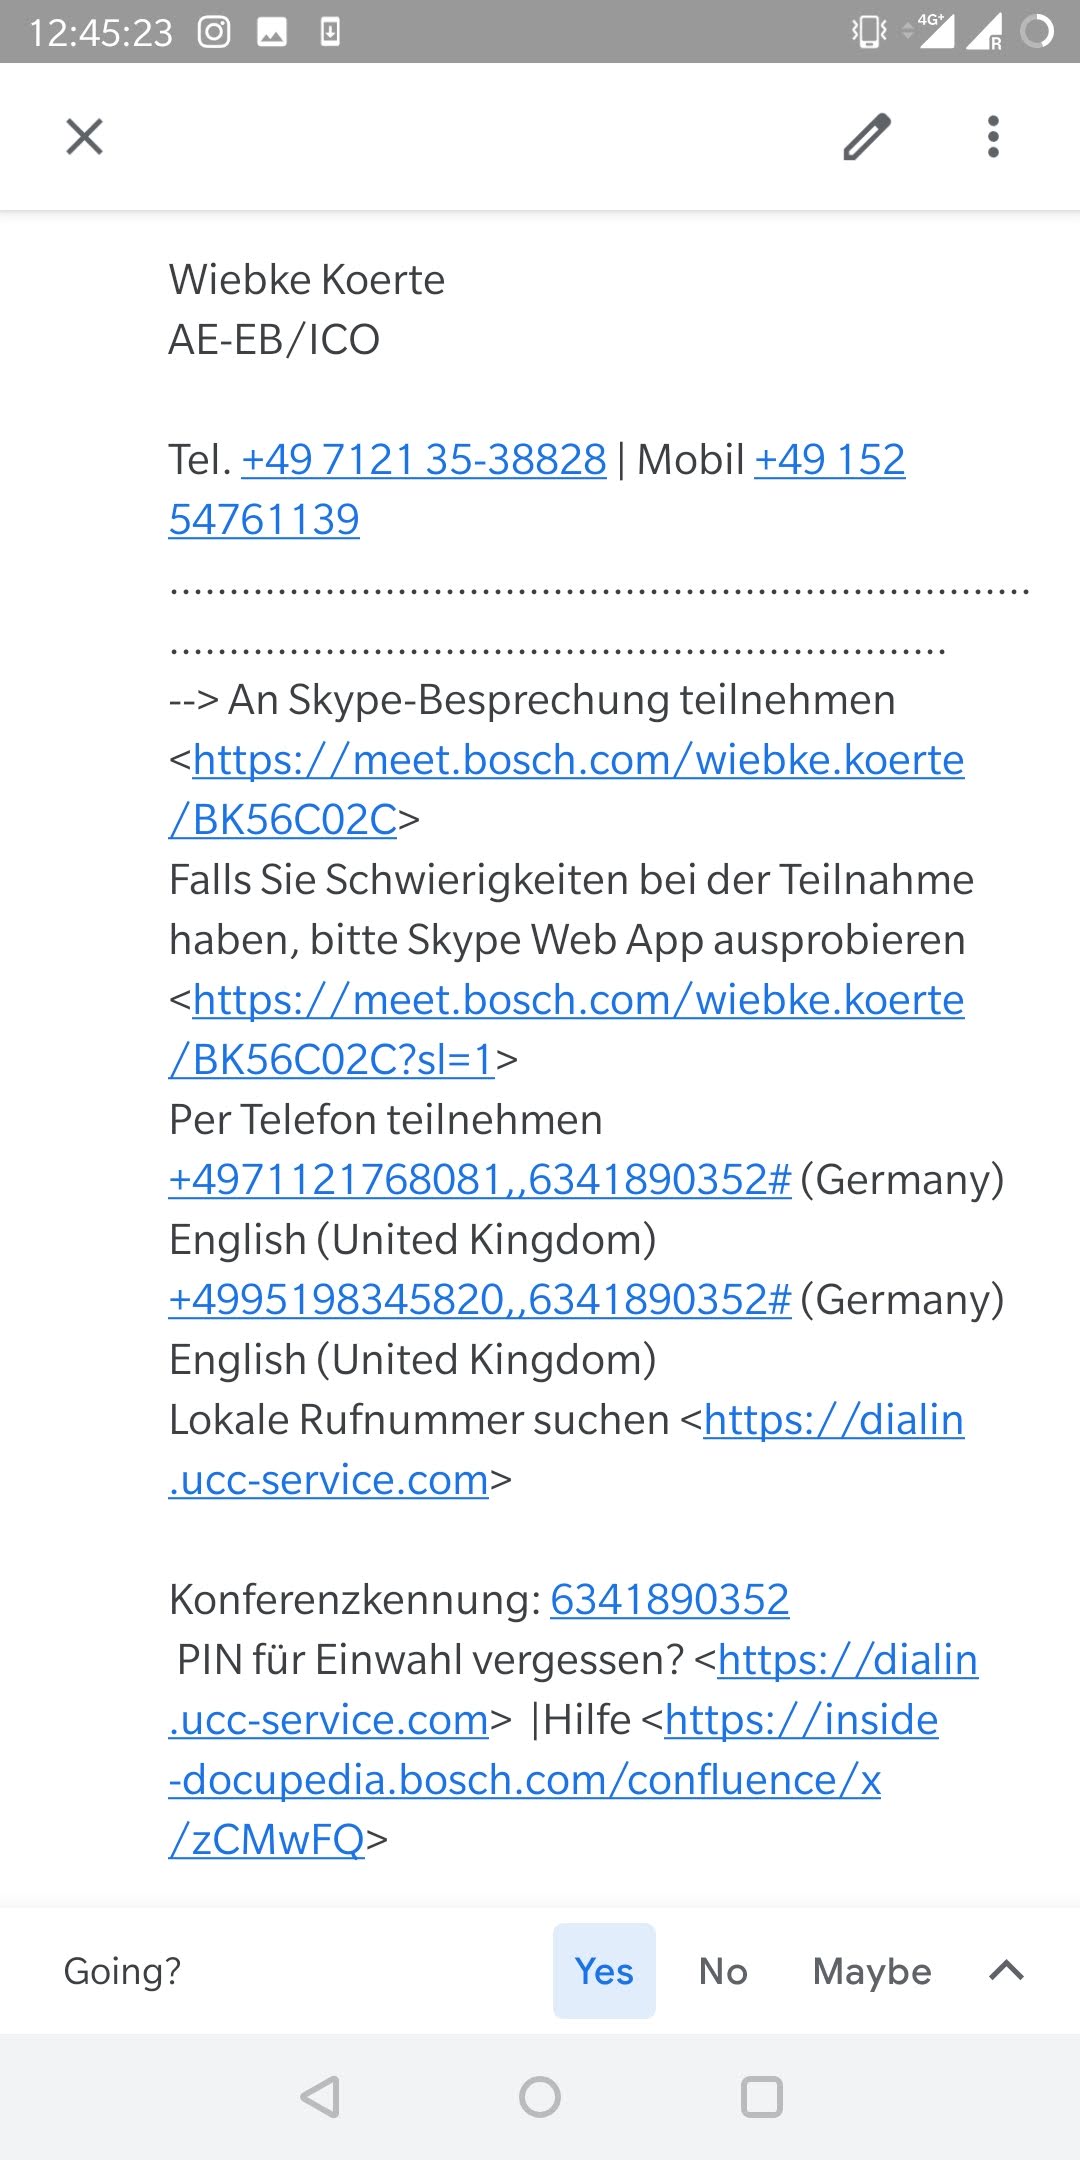 12:45:23
4G+
R
Wiebke Koerte
AE-EB/ICO
Tel. +49 7121 35-38828 | Mobil +49 152
54761139
......................................................................
...............................................................
--> An Skype-Besprechung teilnehmen
<https://meet.bosch.com/wiebke.koerte
/BK56C02C>
Falls Sie Schwierigkeiten bei der Teilnahme
haben, bitte Skype Web App ausprobieren
<https://meet.bosch.com/wiebke.koerte
/BK56C02C?sl=1>
Per Telefon teilnehmen
+4971121768081,,6341890352# (Germany)
English (United Kingdom)
+4995198345820,,6341890352# (Germany)
English (United Kingdom)
Lokale Rufnummer suchen <https://dialin
.ucc-service.com>
Konferenzkennung: 6341890352
PIN für Einwahl vergessen? <https://dialin
.ucc-service.com> |Hilfe <https://inside
-docupedia.bosch.com/confluence/x
/zCMwFQ>
Going?
Yes
No
Maybe